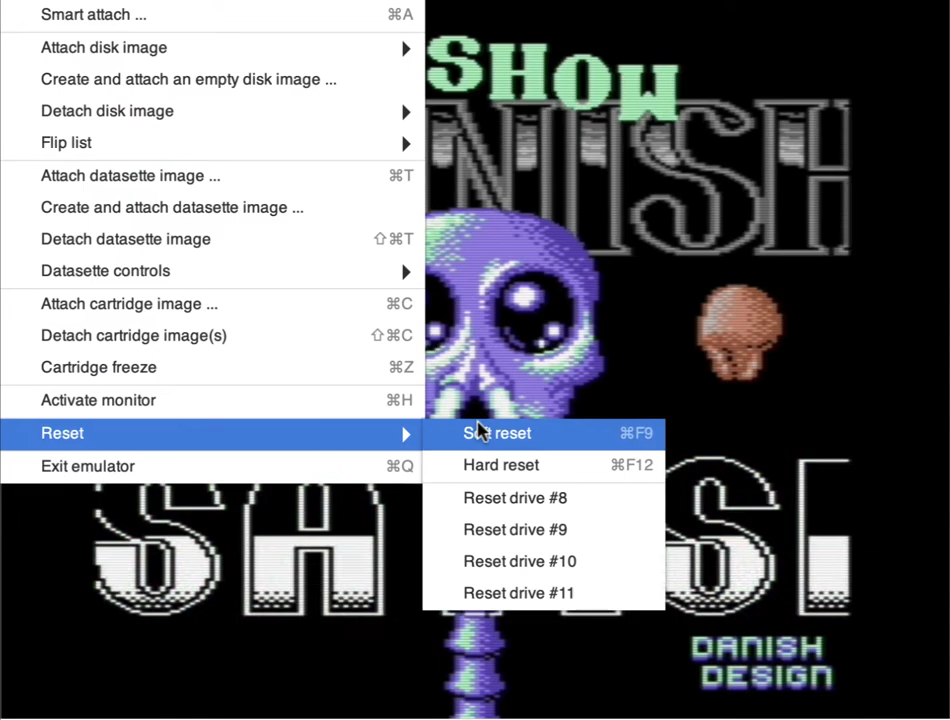 Smart attach ... ⌘A
Attach disk image
Create and attach an empty disk image ...
Detach disk image
Flip list
Attach datasette image ... ⌘T
Create and attach datasette image ...
Detach datasette image ⇧⌘T
Datasette controls
Attach cartridge image ... ⌘C
Detach cartridge image(s) ⇧⌘C
Cartridge freeze ⌘Z
Activate monitor ⌘H
Reset
Exit emulator ⌘Q
Soft reset ⌘F9
Hard reset ⌘F12
Reset drive #8
Reset drive #9
Reset drive #10
Reset drive #11
SHOW
NISH
DANISH
DESIGN